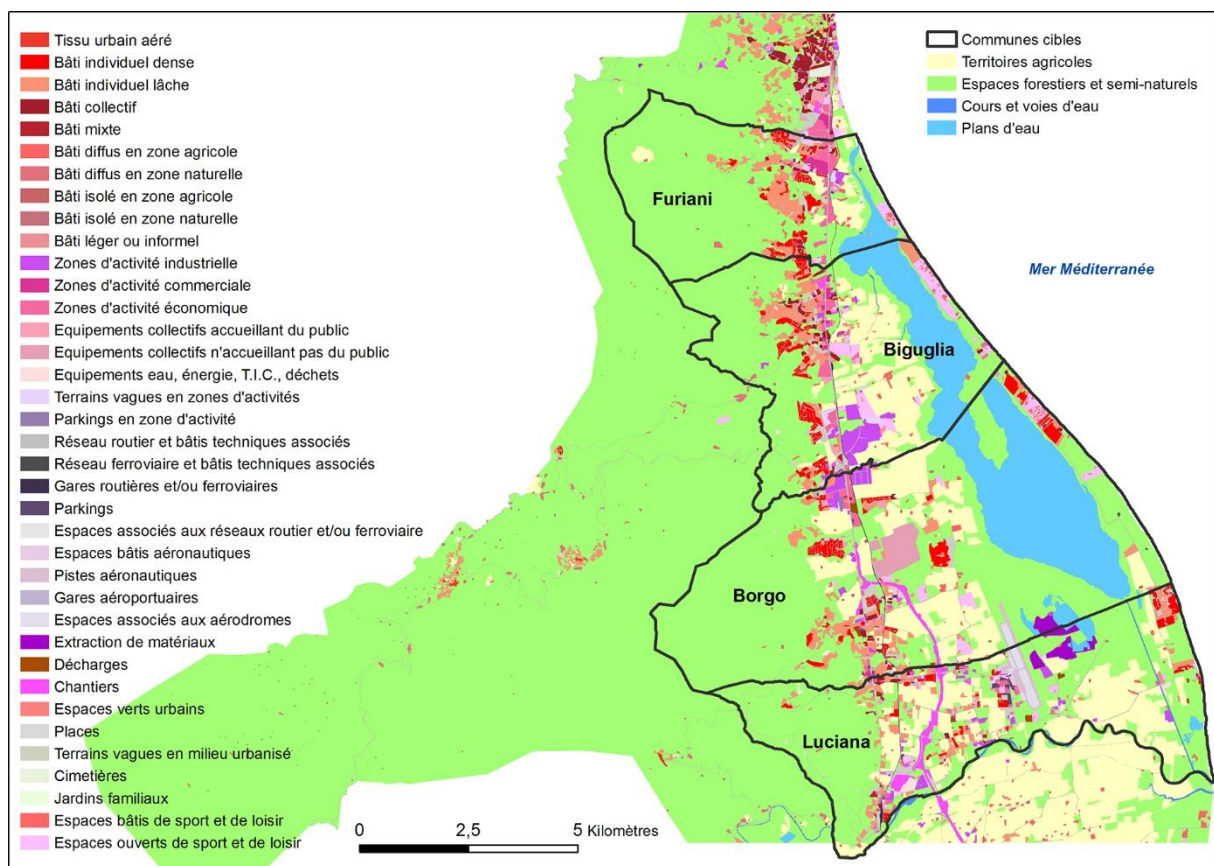 Tissu urbain aéré
Bâti individuel dense
Bâti individuel lâche
Bâti collectif
Bâti mixte
Bâti diffus en zone agricole
Bâti diffus en zone naturelle
Bâti isolé en zone agricole
Bâti isolé en zone naturelle
Bâti léger ou informel
Zones d'activité industrielle
Zones d'activité commerciale
Zones d'activité économique
Equipements collectifs accueillant du public
Equipements collectifs n'accueillant pas du public
Equipements eau, énergie, T.I.C., déchets
Terrains vagues en zones d'activités
Parkings en zone d'activité
Réseau routier et bâtis techniques associés
Réseau ferroviaire et bâtis techniques associés
Gares routières et/ou ferroviaires
Parkings
Espaces associés aux réseaux routier et/ou ferroviaire
Espaces bâtis aéronautiques
Pistes aéronautiques
Gares aéroportuaires
Espaces associés aux aérodromes
Extraction de matériaux
Décharges
Chantiers
Espaces verts urbains
Places
Terrains vagues en milieu urbanisé
Cimetières
Jardins familiaux
Espaces bâtis de sport et de loisir
Espaces ouverts de sport et de loisir
Communes cibles
Territoires agricoles
Espaces forestiers et semi-naturels
Cours et voies d'eau
Plans d'eau
Furiani
Mer Méditerranée
Biguglia
Borgo
Luciana
0 2,5 5 Kilomètres